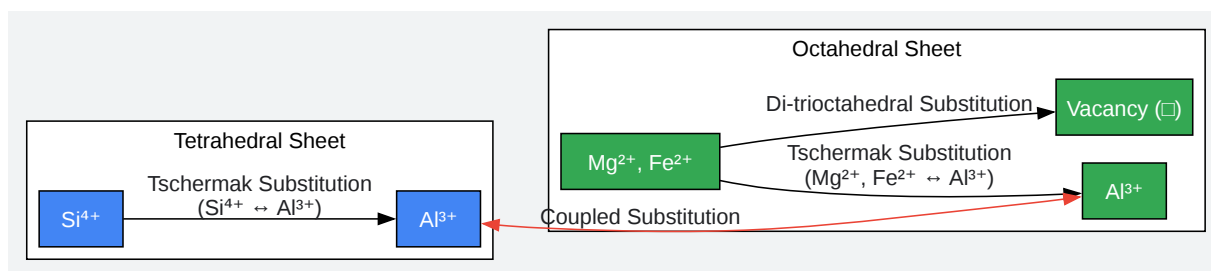 Octahedral Sheet
Di-trioctahedral Substitution
Vacancy (□)
Tetrahedral Sheet
Mg²⁺, Fe²⁺
Tschermak Substitution
(Mg²⁺, Fe²⁺ ↔ Al³⁺)
Al³⁺
Tschermak Substitution
(Si⁴⁺ ↔ Al³⁺)
Si⁴⁺
Al³⁺
Coupled Substitution